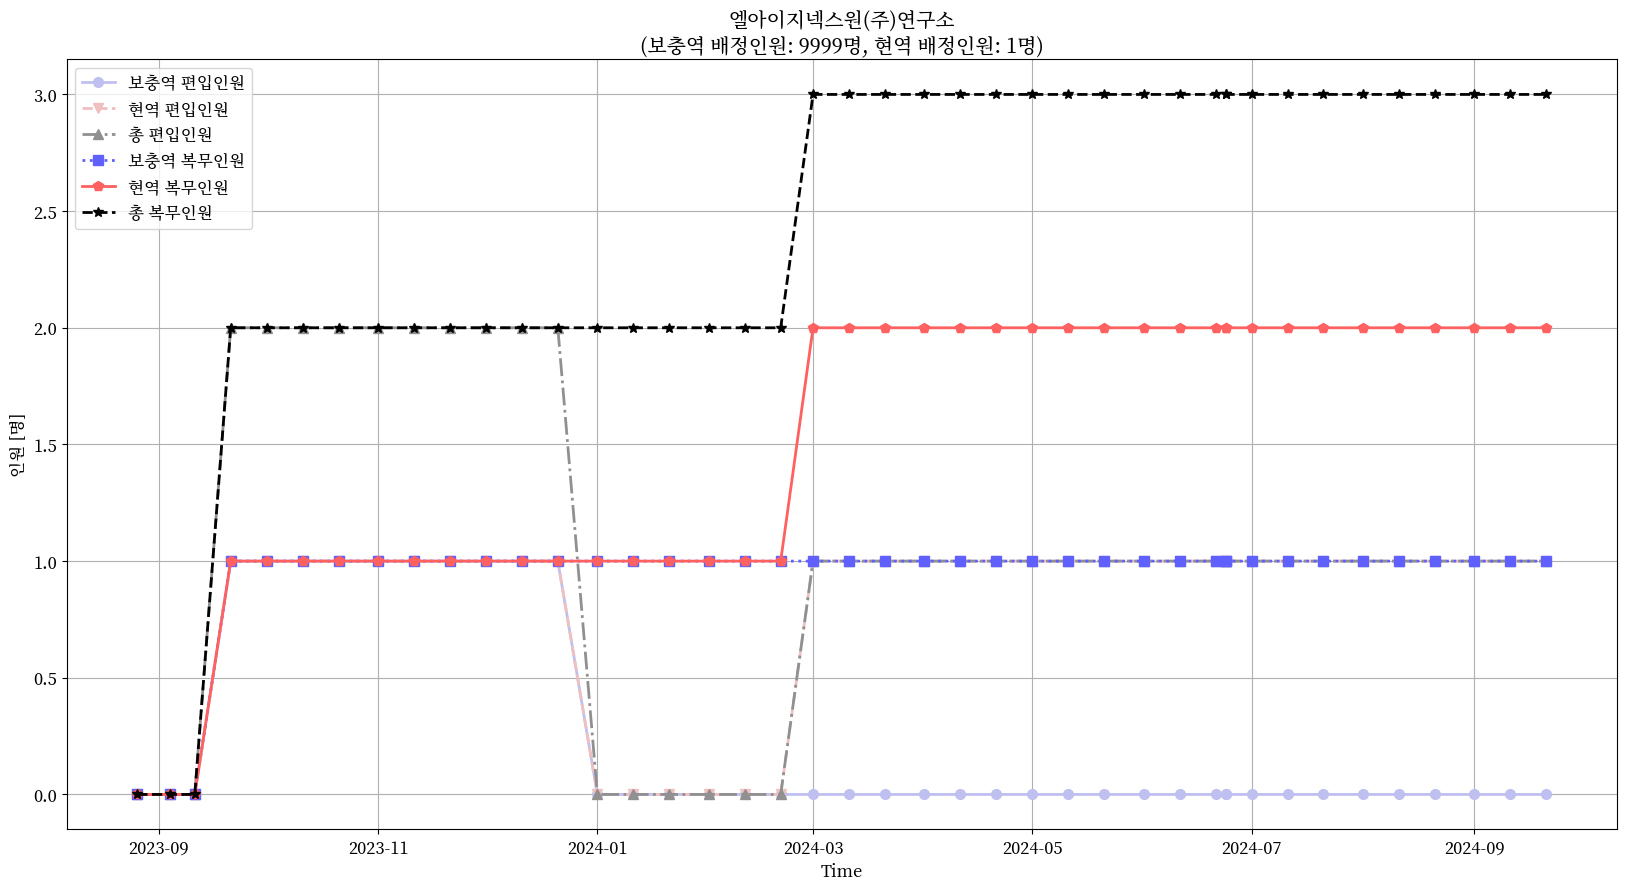 엘아이지넥스원(주)연구소
(보충역 배정인원: 9999명, 현역 배정인원: 1명)
보충역 편입인원
현역 편입인원
총 편입인원
보충역 복무인원
현역 복무인원
총 복무인원
3.0
2.5
2.0
1.5
1.0
0.5
0.0
인원 [명]
2023-09
2023-11
2024-01
2024-03
2024-05
2024-07
2024-09
Time